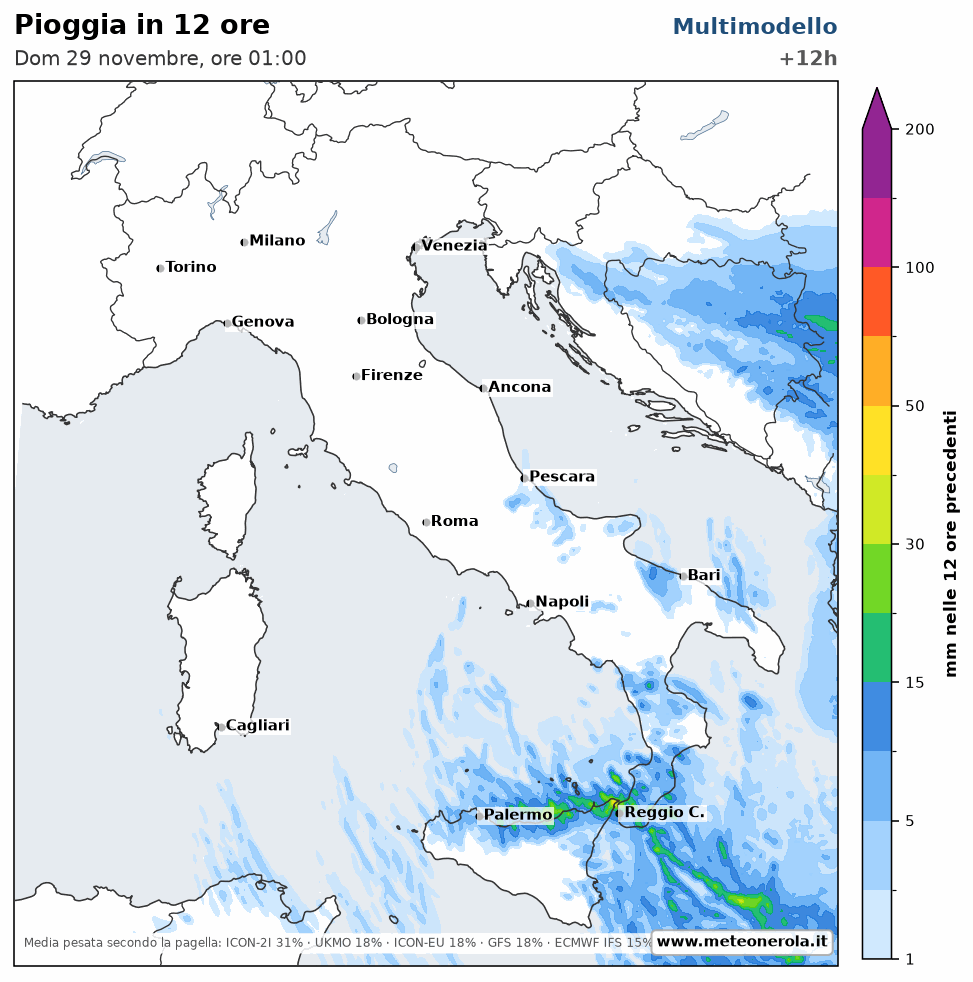 Pioggia in 12 ore
Multimodello
Dom 29 novembre, ore 01:00
+12h
200
Milano
Venezia
Torino
100
Genova
Bologna
Firenze
Ancona
50
Pescara
Roma
30
Bari
Napoli
15
Cagliari
Palermo
Reggio C.
5
mm nelle 12 ore precedenti
Media pesata secondo la pagella: ICON-2I 31% · UKMO 18% · ICON-EU 18% · GFS 18% · ECMWF IFS 15%
www.meteonerola.it
1